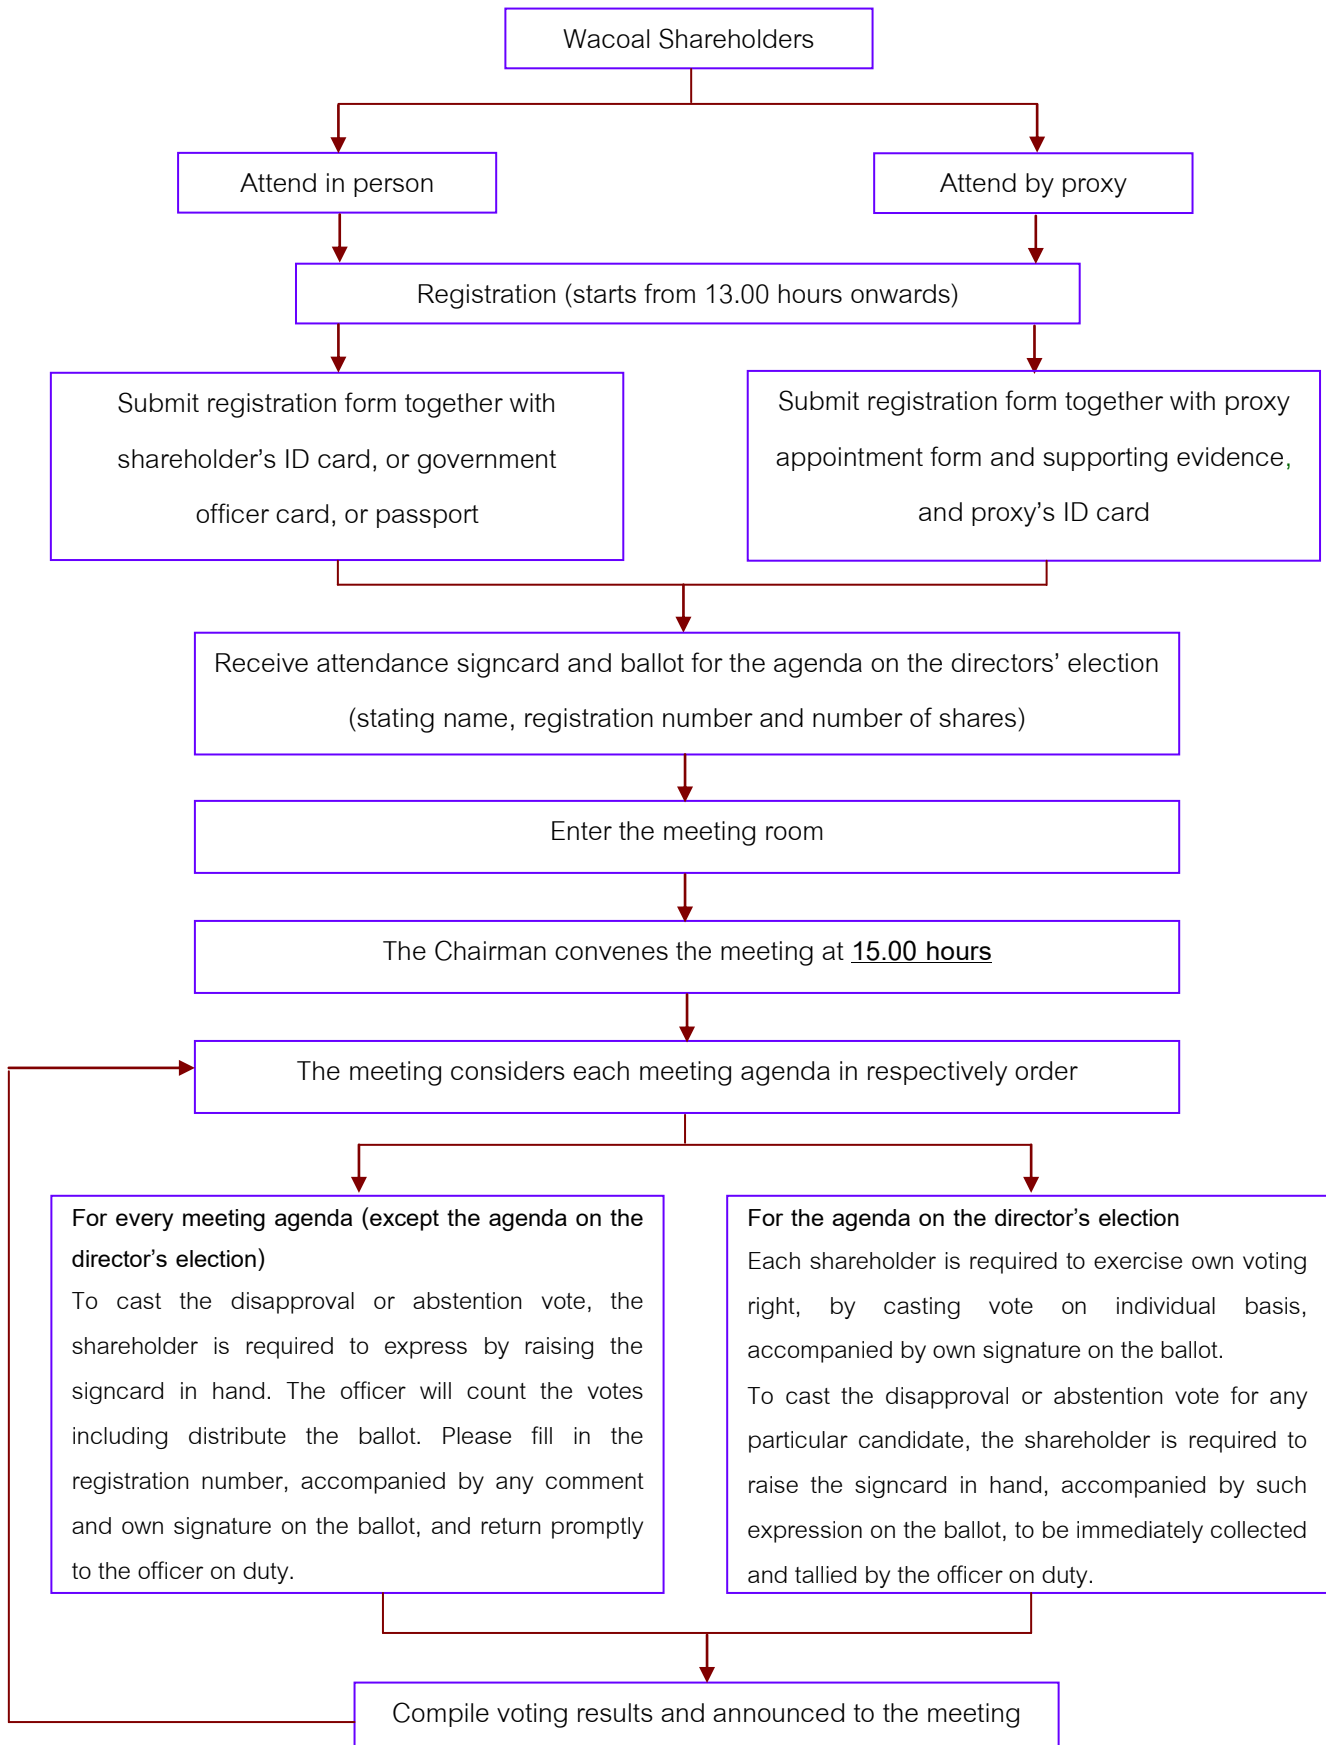 Wacoal Shareholders
Attend in person
Attend by proxy
Registration (starts from 13.00 hours onwards)
Submit registration form together with
shareholder's ID card, or government
officer card, or passport
Submit registration form together with proxy
appointment form and supporting evidence,
and proxy's ID card
Receive attendance signcard and ballot for the agenda on the directors' election
(stating name, registration number and number of shares)
Enter the meeting room
The Chairman convenes the meeting at 15.00 hours
The meeting considers each meeting agenda in respectively order
For every meeting agenda (except the agenda on the
director's election)
To cast the disapproval or abstention vote, the
shareholder is required to express by raising the
signcard in hand. The officer will count the votes
including distribute the ballot. Please fill in the
registration number, accompanied by any comment
and own signature on the ballot, and return promptly
to the officer on duty.
For the agenda on the director's election
Each shareholder is required to exercise own voting
right, by casting vote on individual basis,
accompanied by own signature on the ballot.
To cast the disapproval or abstention vote for any
particular candidate, the shareholder is required to
raise the signcard in hand, accompanied by such
expression on the ballot, to be immediately collected
and tallied by the officer on duty.
Compile voting results and announced to the meeting